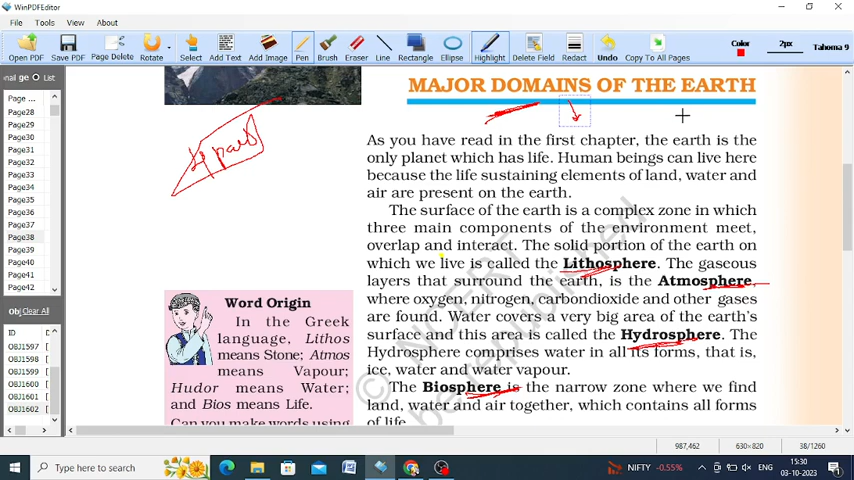 WinPDFEditor
File Tools View About
Open PDF Save PDF Page Delete Rotate Select Add Text Add Image Pen Brush Eraser Line Rectangle Ellipse Highlight Delete Field Redact Undo Copy To All Pages Color 2px Tahoma 9
nail ge List
Page...
Page28
Page29
Page30
Page31
Page32
Page33
Page34
Page35
Page36
Page37
Page38
Page39
Page40
Page41
Page42
Obj Clear All
ID
OBJ1597 [
OBJ1598 [
OBJ1599 [
OBJ1600 [
OBJ1601 [
OBJ1602 [
MAJOR DOMAINS OF THE EARTH
As you have read in the first chapter, the earth is the
only planet which has life. Human beings can live here
because the life sustaining elements of land, water and
air are present on the earth.
The surface of the earth is a complex zone in which
three main components of the environment meet,
overlap and interact. The solid portion of the earth on
which we live is called the Lithosphere. The gaseous
layers that surround the earth, is the Atmosphere,
where oxygen, nitrogen, carbondioxide and other gases
are found. Water covers a very big area of the earth's
surface and this area is called the Hydrosphere. The
Hydrosphere comprises water in all its forms, that is,
ice, water and water vapour.
The Biosphere is the narrow zone where we find
land, water and air together, which contains all forms
of life.
Word Origin
In the Greek
language, Lithos
means Stone; Atmos
means Vapour;
Hudor means Water;
and Bios means Life.
Can you make words using
© NCERT
987,462 630x820 38/1260
Type here to search
NIFTY -0.55% ENG
15:30
03-10-2023